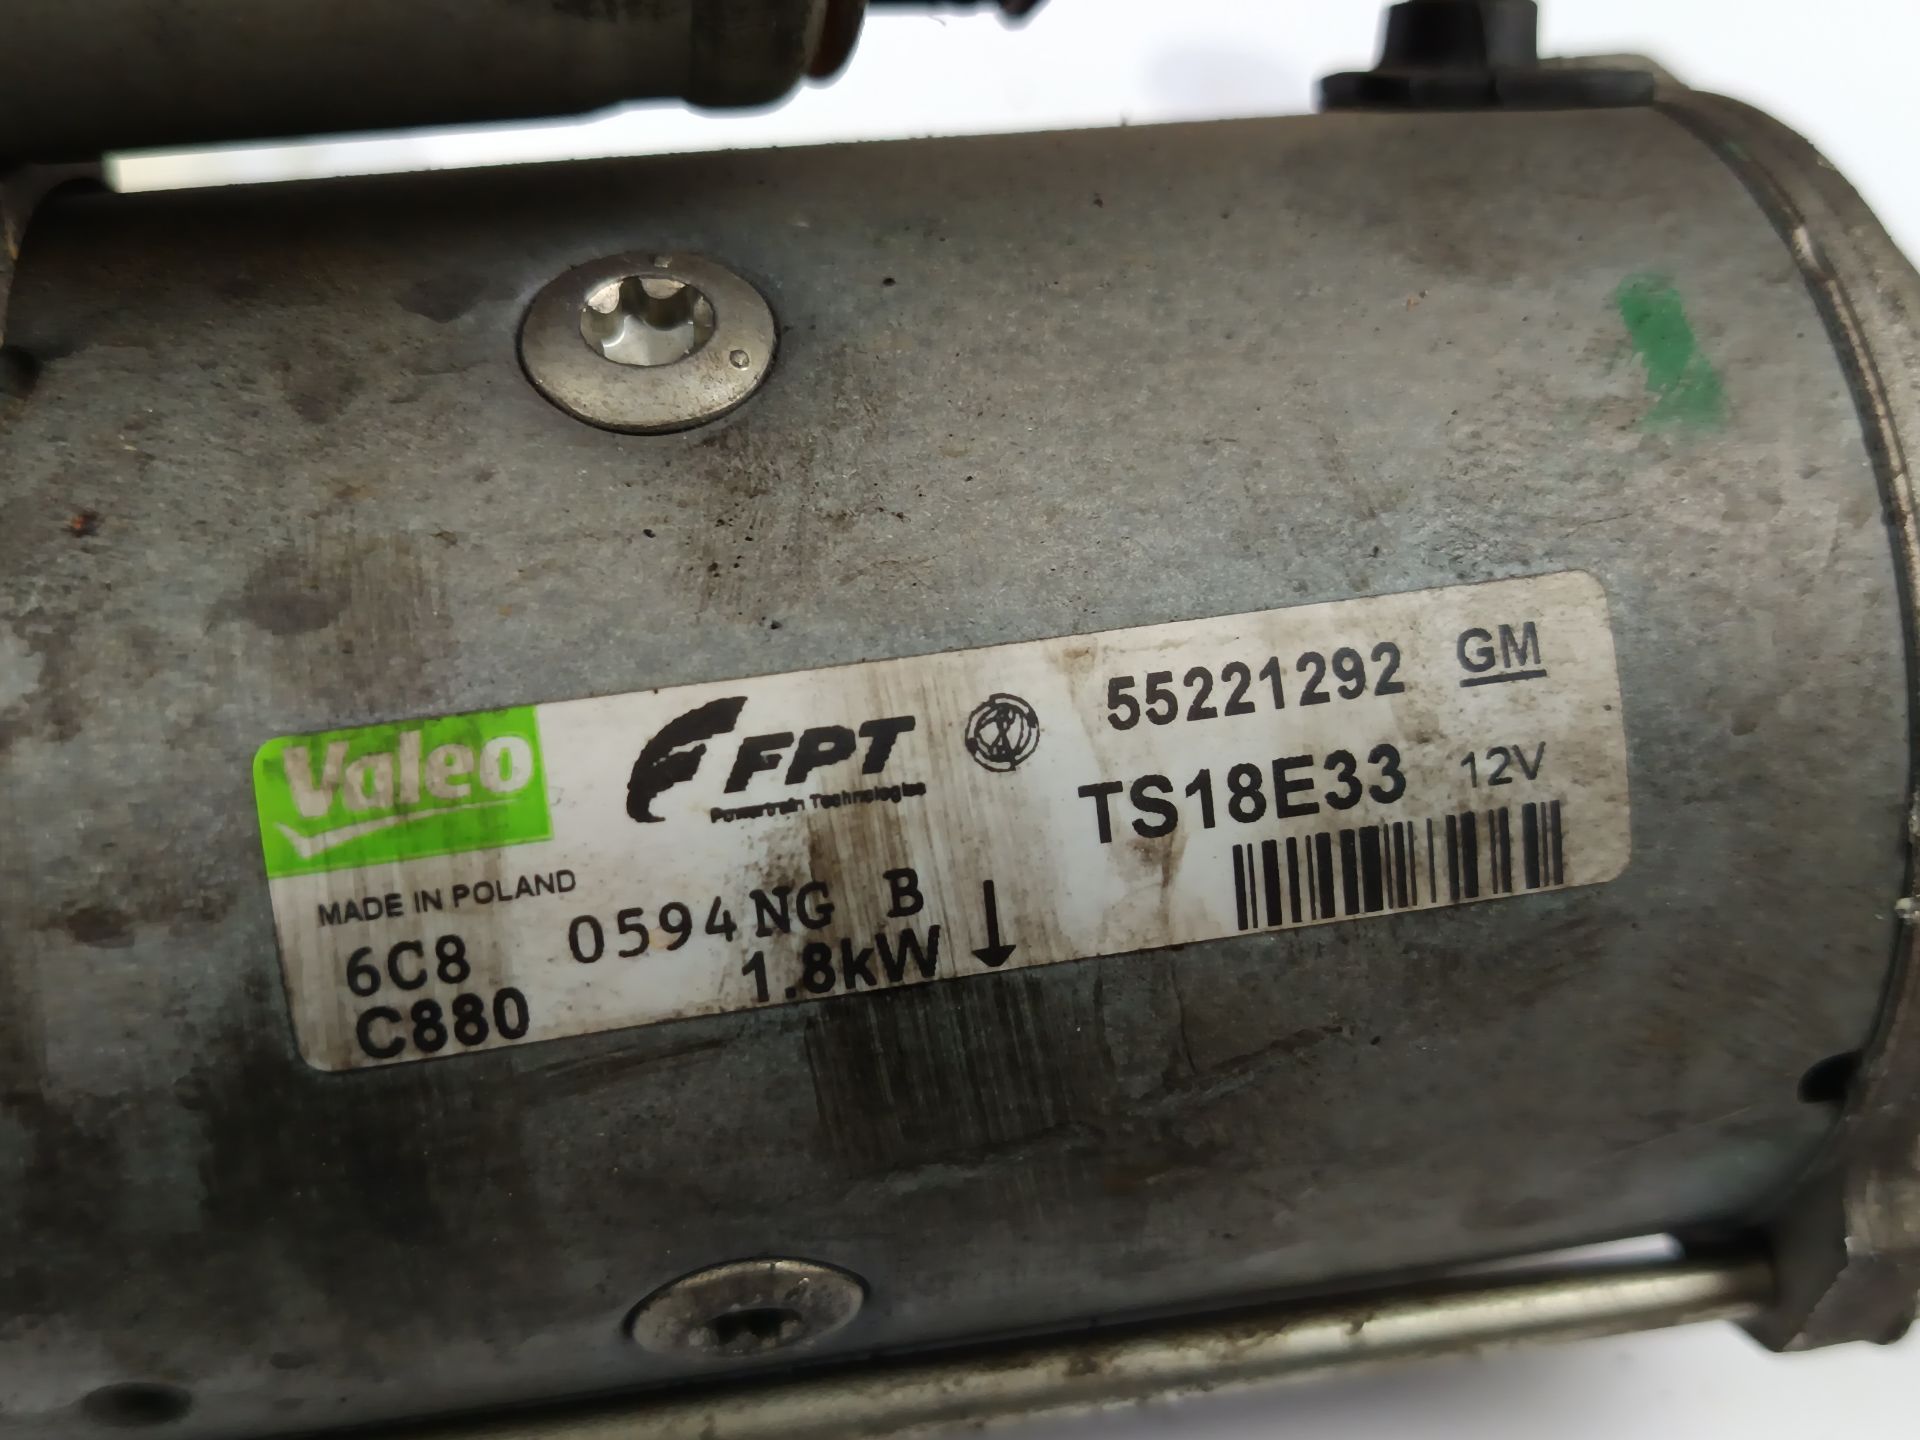 Valeo
FPT
Powertrain Technologies
55221292 GM
TS18E33 12V
MADE IN POLAND
6C8 0594NG B
C880 1.8kW